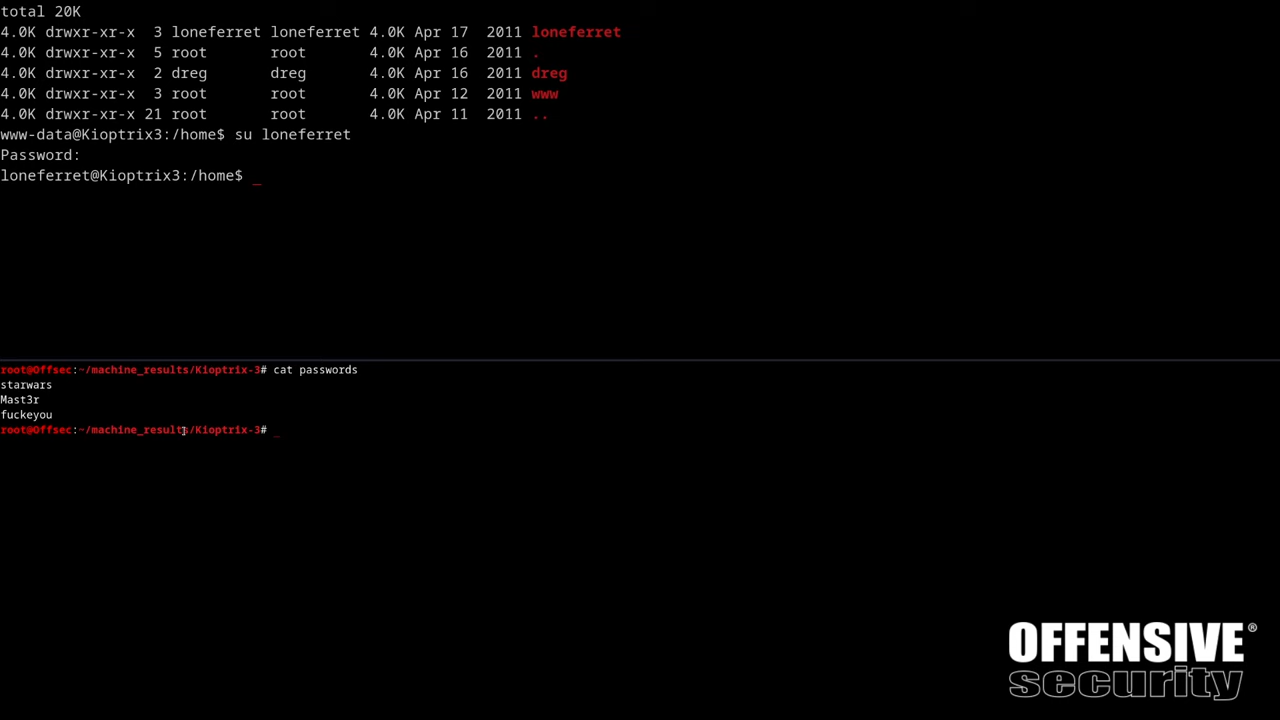 total 20K
4.0K drwxr-xr-x  3 loneferret loneferret 4.0K Apr 17  2011 loneferret
4.0K drwxr-xr-x  5 root       root       4.0K Apr 16  2011 .
4.0K drwxr-xr-x  2 dreg       dreg       4.0K Apr 16  2011 dreg
4.0K drwxr-xr-x  3 root       root       4.0K Apr 12  2011 www
4.0K drwxr-xr-x 21 root       root       4.0K Apr 11  2011 ..
www-data@Kioptrix3:/home$ su loneferret
Password:
loneferret@Kioptrix3:/home$ _
root@Offsec:~/machine_results/Kioptrix-3# cat passwords
starwars
Mast3r
fuckeyou
root@Offsec:~/machine_results/Kioptrix-3# _
OFFENSIVE®
security